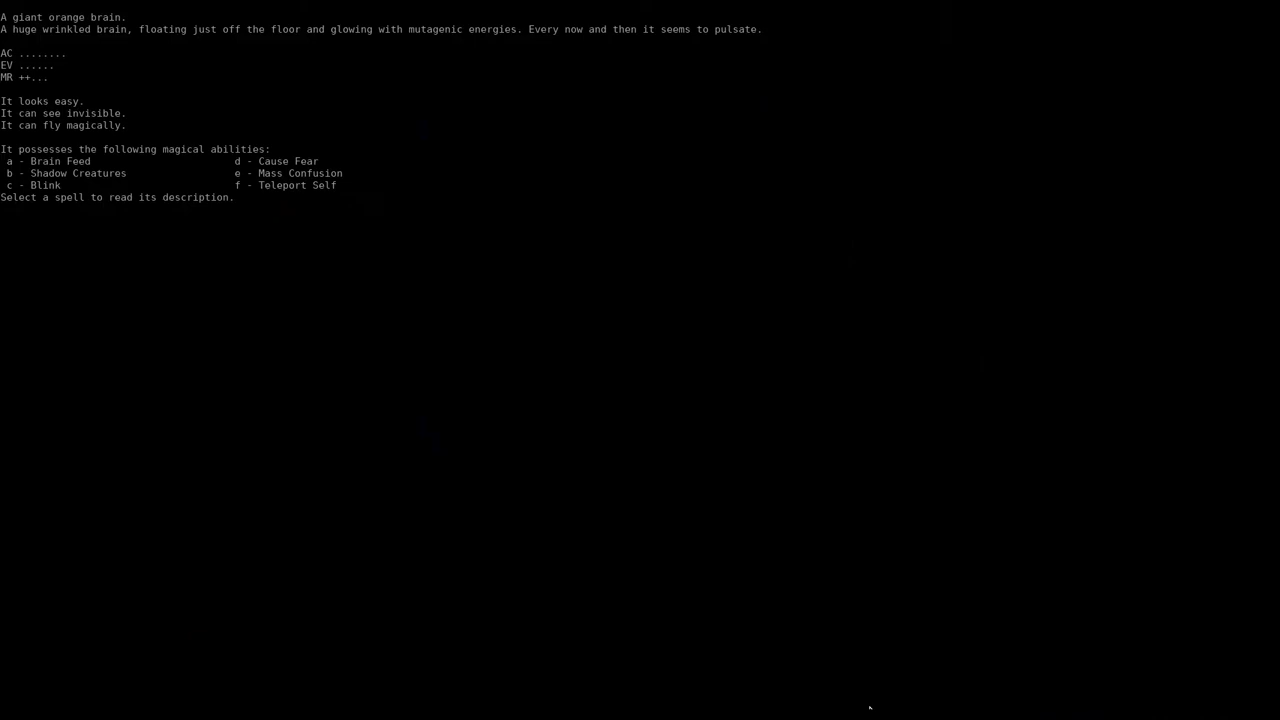 A giant orange brain.
A huge wrinkled brain, floating just off the floor and glowing with mutagenic energies. Every now and then it seems to pulsate.
AC ........
EV ......
MR ++...
It looks easy.
It can see invisible.
It can fly magically.
It possesses the following magical abilities:
a - Brain Feed d - Cause Fear
b - Shadow Creatures e - Mass Confusion
c - Blink f - Teleport Self
Select a spell to read its description.